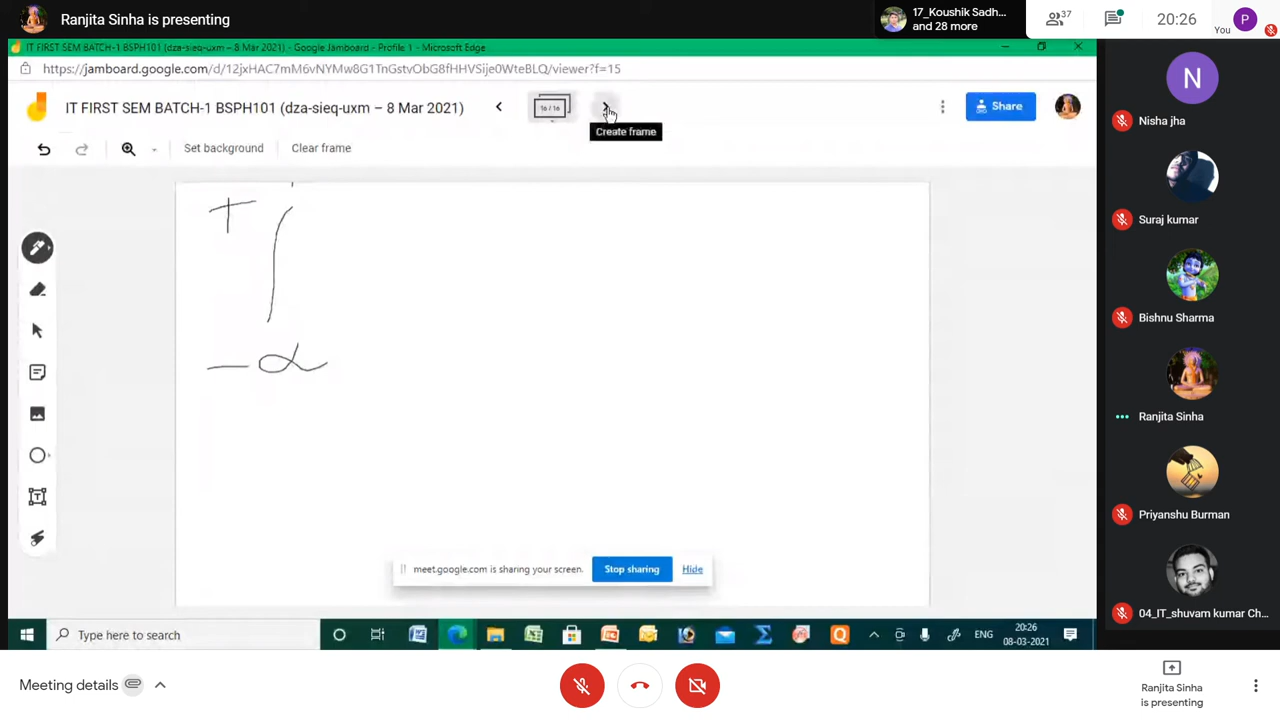 Ranjita Sinha is presenting
17_Koushik Sadh...
and 28 more
37
20:26
You
P
IT FIRST SEM BATCH-1 BSPH101 (dza-sieq-uxm – 8 Mar 2021) - Google Jamboard - Profile 1 - Microsoft Edge
https://jamboard.google.com/d/12jxHAC7mM6vNYMw8G1TnGstvObG8fHHVSije0WteBLQ/viewer?f=15
IT FIRST SEM BATCH-1 BSPH101 (dza-sieq-uxm – 8 Mar 2021)
16 / 16
Share
Create frame
Set background
Clear frame
T
– α
N
Nisha jha
Suraj kumar
Bishnu Sharma
Ranjita Sinha
Priyanshu Burman
04_IT_shuvam kumar Ch...
meet.google.com is sharing your screen.
Stop sharing
Hide
Type here to search
ENG
20:26
08-03-2021
Meeting details
Ranjita Sinha
is presenting